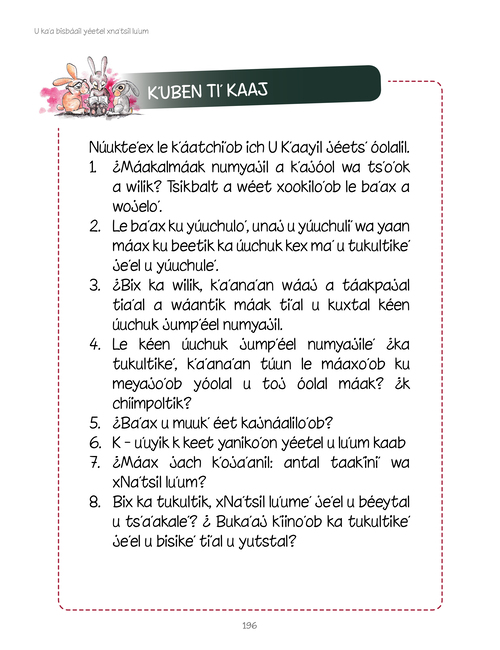 U ka'a bisbáail yéetel xna'tsil lu'um
K'UBEN TI' KAAJ
Núukte'ex le k'áatchi'ob ich U K'aayil jéets' óolalil.
1. ¿Máakalmáak numyajil a k'ajóol wa ts'o'ok
a wilik? Tsikbalt a wéet xookilo'ob le ba'ax a
wojelo'.
2. Le ba'ax ku yúuchulo', unaj u yúuchuli' wa yaan
máax ku beetik ka úuchuk kex ma' u tukultike'
je'el u yúuchule'.
3. ¿Bix ka wilik, k'a'ana'an wáaj a táakpajal
tia'al a wáantik máak ti'al u kuxtal kéen
úuchuk jump'éel numyajil.
4. Le kéen úuchuk jump'éel numyajile' ¿ka
tukultike', k'a'ana'an túun le máaxo'ob ku
meyajo'ob yóolal u toj óolal máak? ¿k
chíimpoltik?
5. ¿Ba'ax u muuk' éet kajnáalilo'ob?
6. K - u'uyik k keet yaniko'on yéetel u lu'um kaab
7. ¿Máax jach k'oja'anil: antal taak'iní' wa
xNa'tsil lu'um?
8. Bix ka tukultik, xNa'tsil lu'ume' je'el u béeytal
u ts'a'akale'? ¿ Buka'aj k'iino'ob ka tukultike'
je'el u bisike' ti'al u yutstal?
196